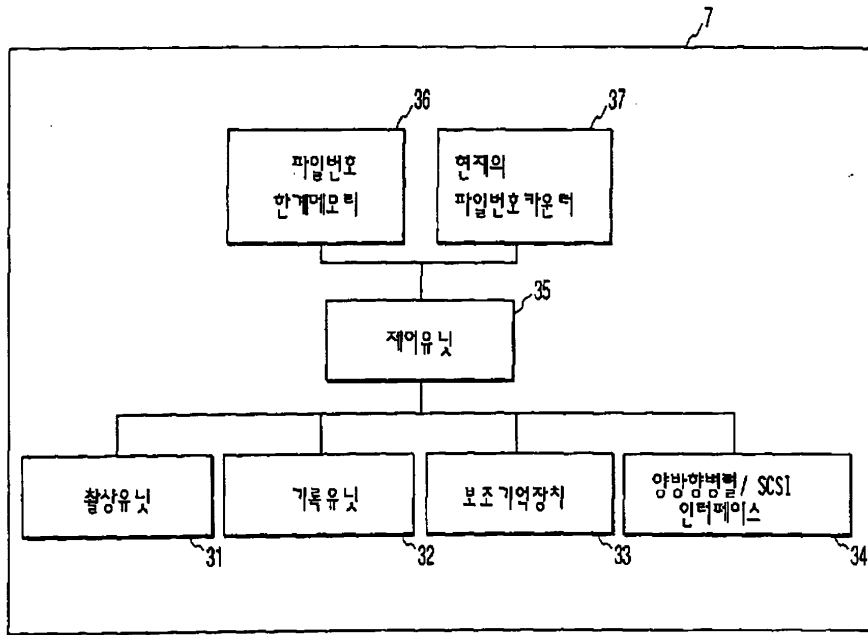 7
36
37
파일번호
한계메모리
현재의
파일번호카운터
35
제어유닛
촬상유닛
기록유닛
보조기억장치
양방향병렬/ SCSI
인터페이스
31
32
33
34